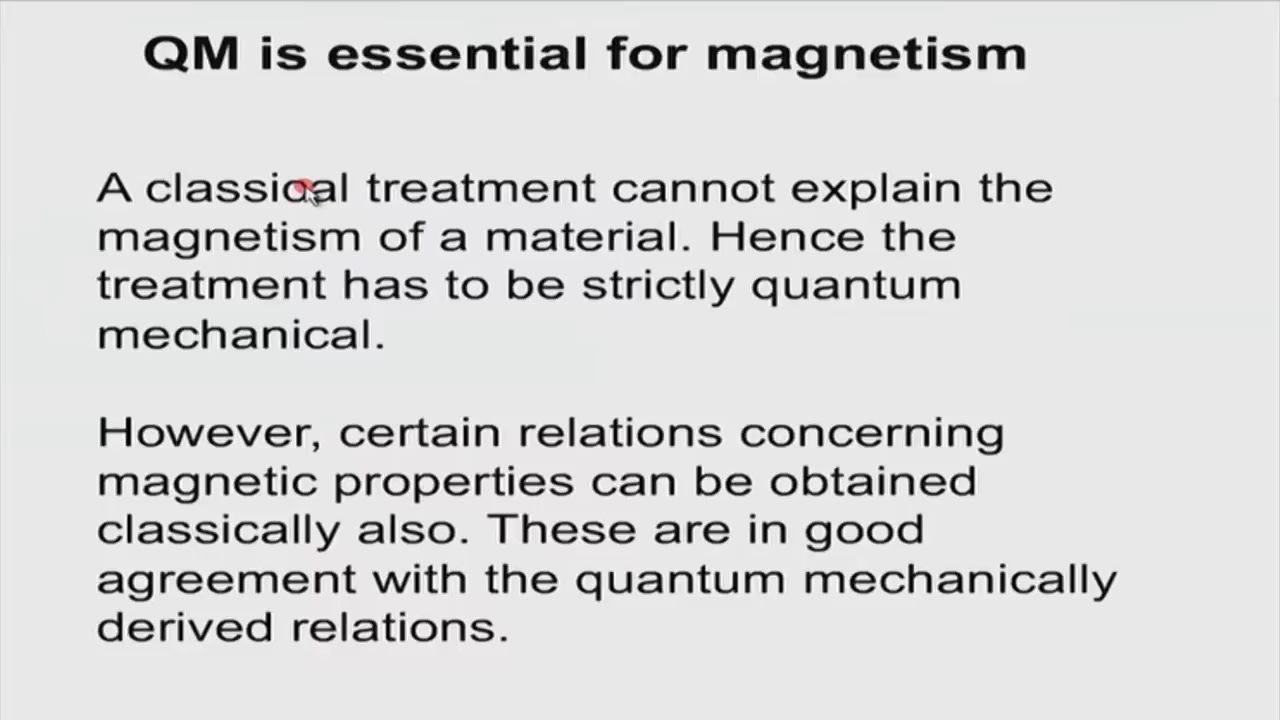 QM is essential for magnetism
A classical treatment cannot explain the
magnetism of a material. Hence the
treatment has to be strictly quantum
mechanical.
However, certain relations concerning
magnetic properties can be obtained
classically also. These are in good
agreement with the quantum mechanically
derived relations.